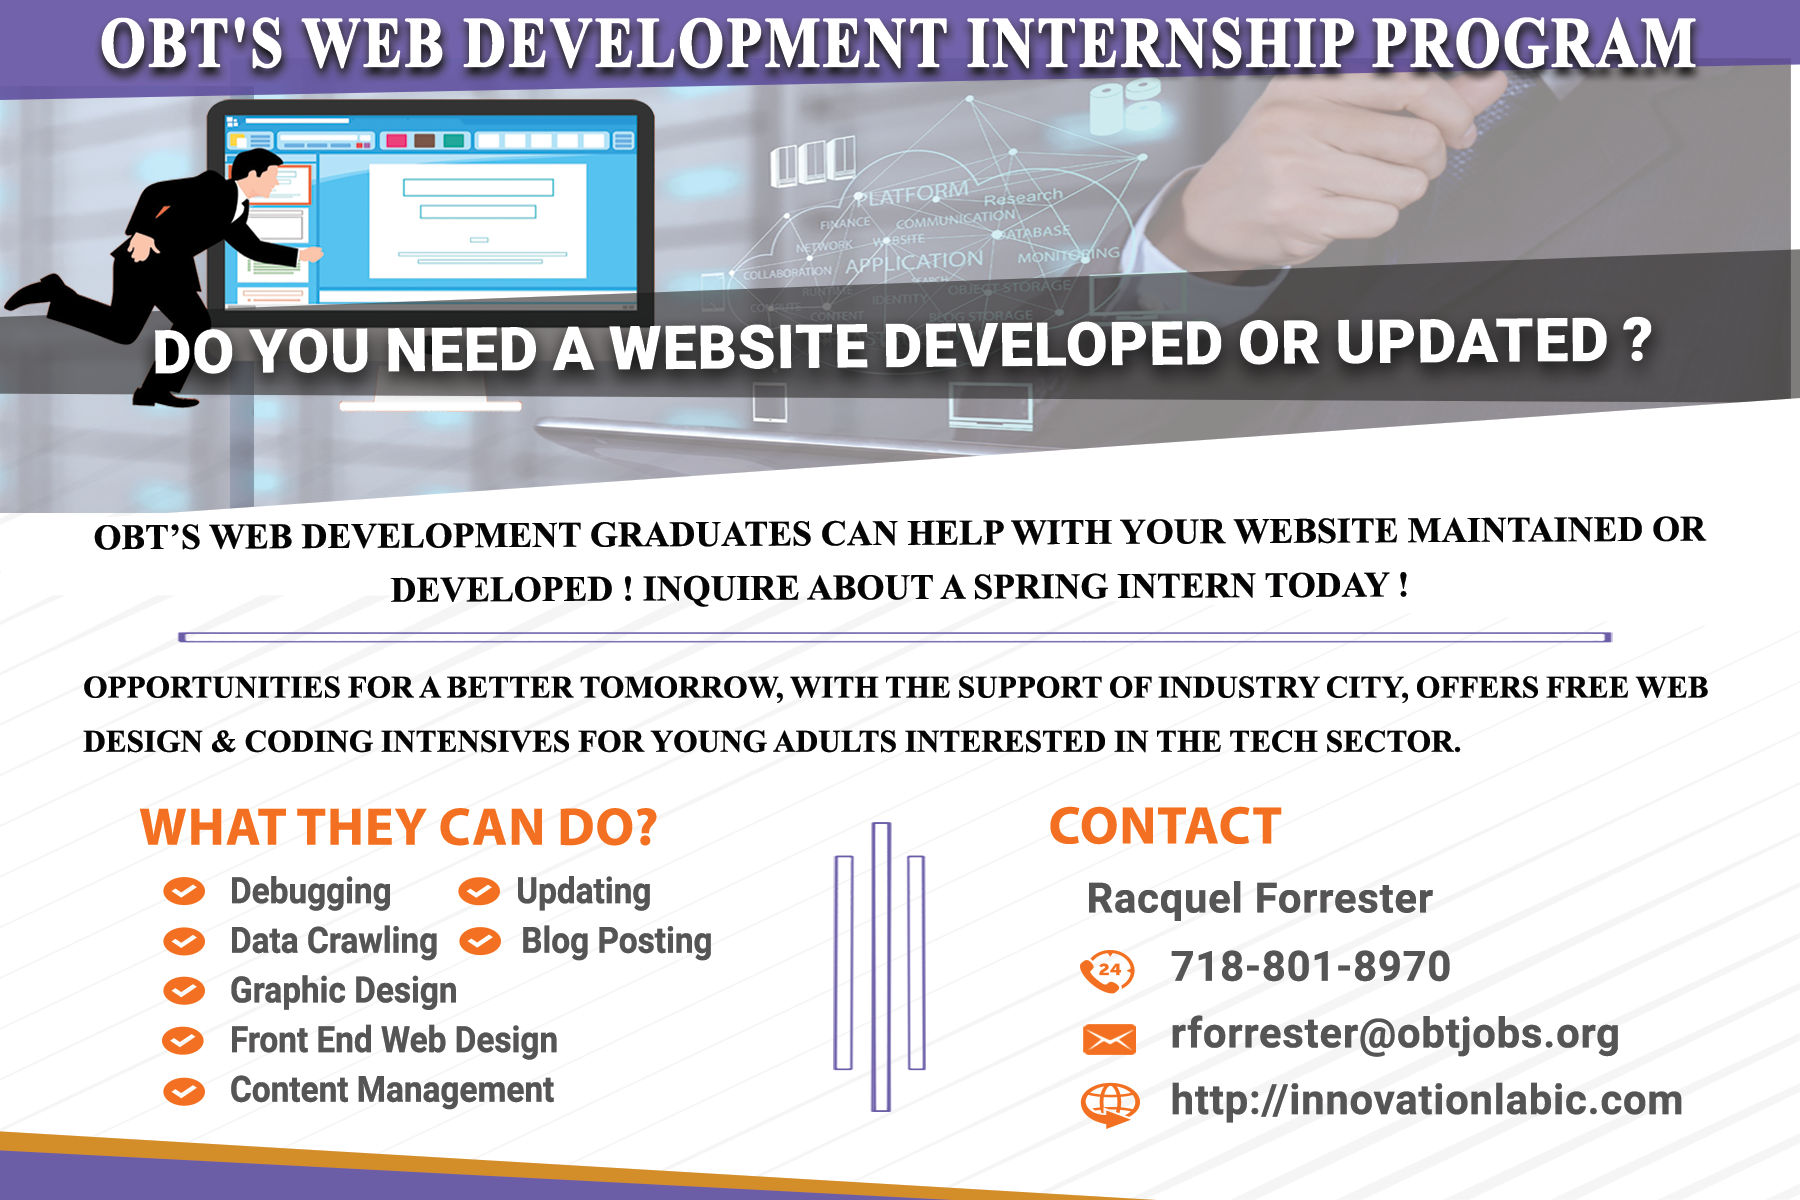 OBT'S WEB DEVELOPMENT INTERNSHIP PROGRAM
PLATFORM
Research
FINANCE
COMMUNICATION
NETWORK
WEBSITE
DATABASE
COLLABORATION
APPLICATION
MONITORING
RUNTIME
IDENTITY
SEARCH
OBJECT STORAGE
COMPUTE
CONTENT
BLOG STORAGE
DO YOU NEED A WEBSITE DEVELOPED OR UPDATED ?
OBT’S WEB DEVELOPMENT GRADUATES CAN HELP WITH YOUR WEBSITE MAINTAINED OR
DEVELOPED ! INQUIRE ABOUT A SPRING INTERN TODAY !
OPPORTUNITIES FOR A BETTER TOMORROW, WITH THE SUPPORT OF INDUSTRY CITY, OFFERS FREE WEB
DESIGN & CODING INTENSIVES FOR YOUNG ADULTS INTERESTED IN THE TECH SECTOR.
WHAT THEY CAN DO?
Debugging
Updating
Data Crawling
Blog Posting
Graphic Design
Front End Web Design
Content Management
CONTACT
Racquel Forrester
24
718-801-8970
rforrester@obtjobs.org
http://innovationlabic.com